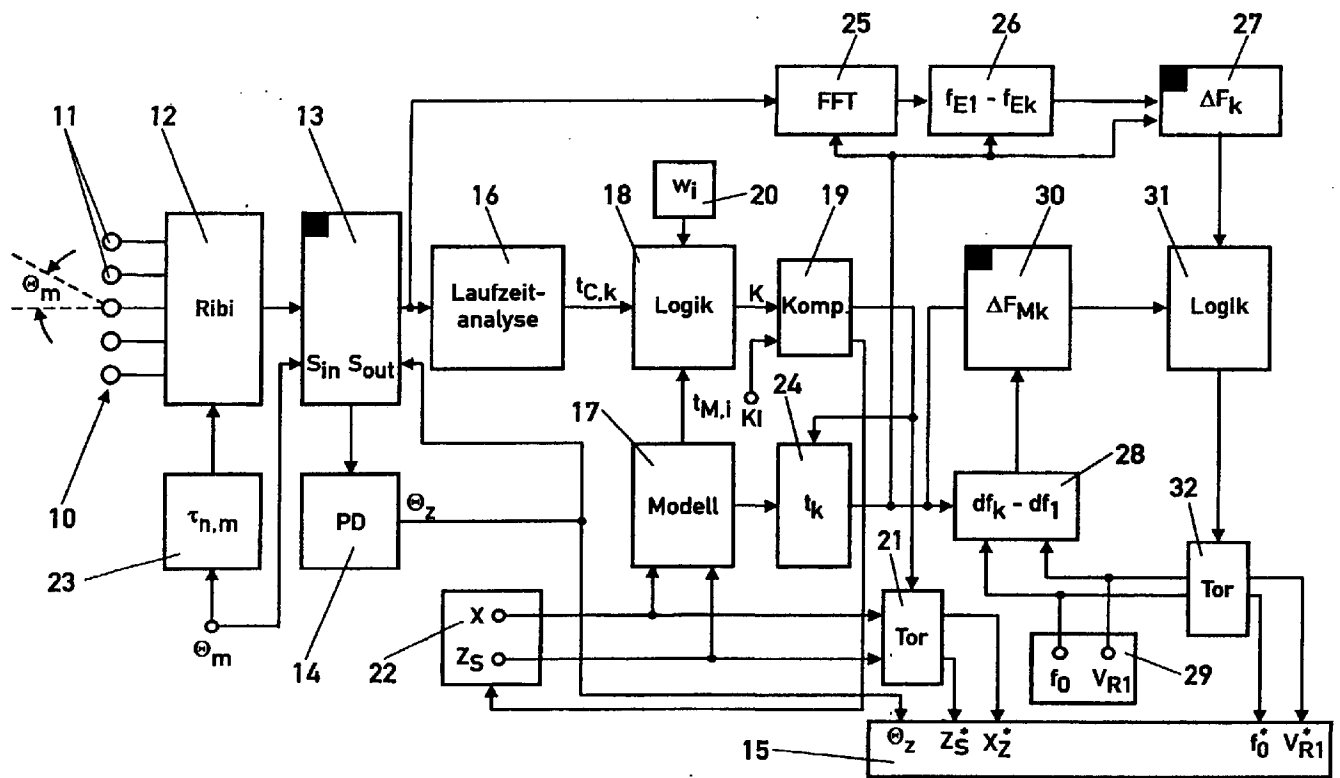 25
26
27
11
12
13
FFT
f_E1 - f_Ek
ΔF_k
16
18
w_i
20
19
30
31
Θ_m
Ribi
Laufzeit-
analyse
t_C,k
Logik
K
Komp.
ΔF_Mk
Logik
S_in
S_out
t_M,i
KI
24
10
τ_n,m
PD
Θ_z
17
Modell
t_k
df_k - df_1
28
32
23
14
21
Tor
Tor
Θ_m
X
Z_S
22
f_0
V_R1
29
15
Θ_z
Z_S*
X_Z*
f_0*
V_R1*